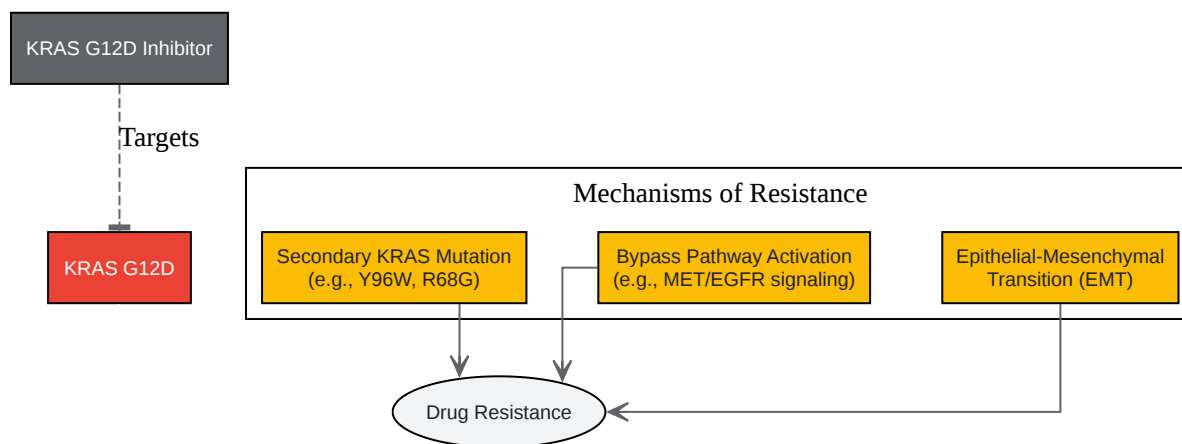 KRAS G12D Inhibitor
Targets
Mechanisms of Resistance
KRAS G12D
Secondary KRAS Mutation
(e.g., Y96W, R68G)
Bypass Pathway Activation
(e.g., MET/EGFR signaling)
Epithelial-Mesenchymal
Transition (EMT)
Drug Resistance